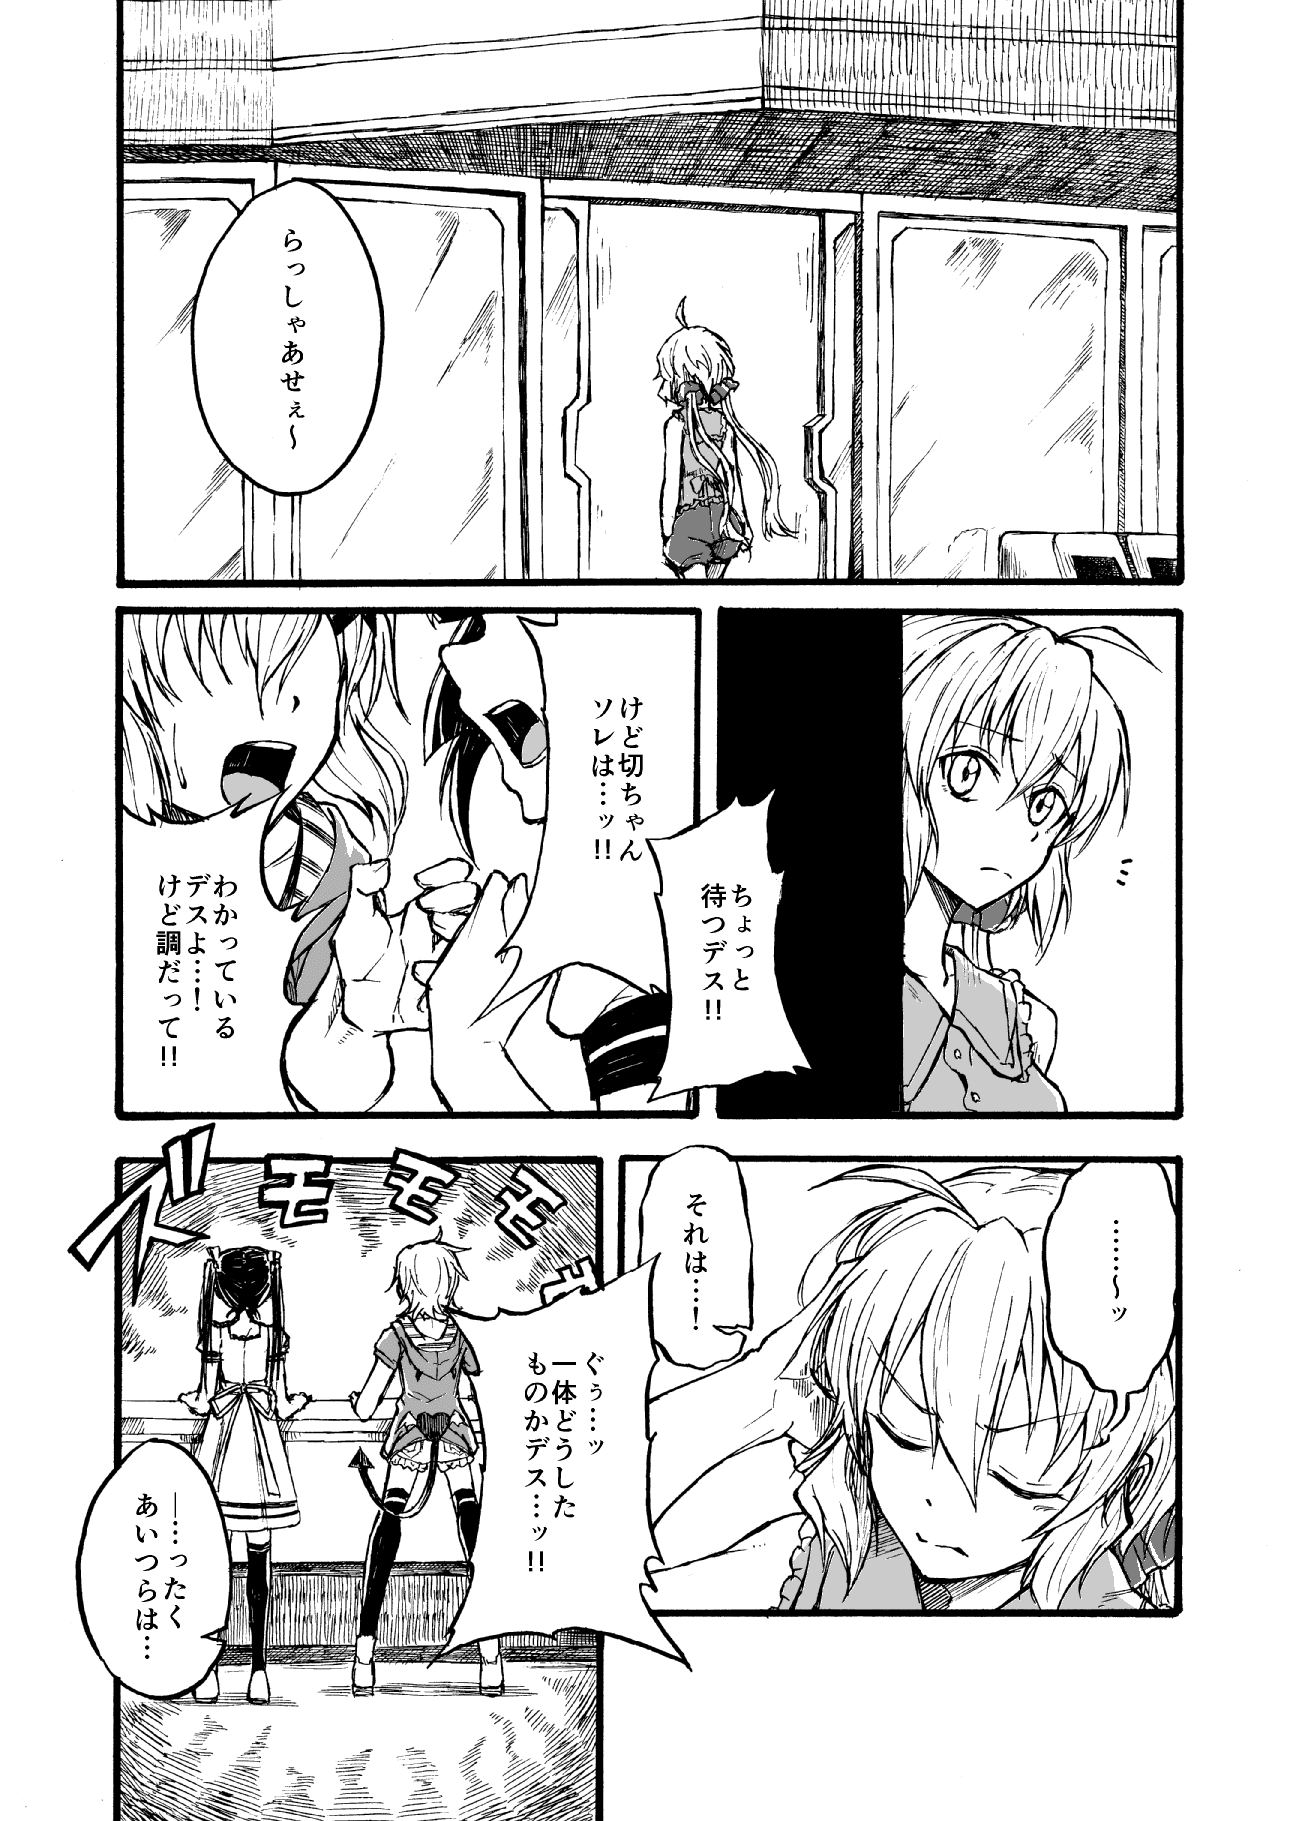 らっしゃあせぇ～
ちょっと
待つデス!!
けど切ちゃん
ソレは…ッ!!
わかっている
デスよ…!
けど調だって!!
………～ッ
それは…!
ぐぅ…ッ
一体どうした
ものかデス…ッ!!
モモモモ
ズ
―…ったく
あいつらは…